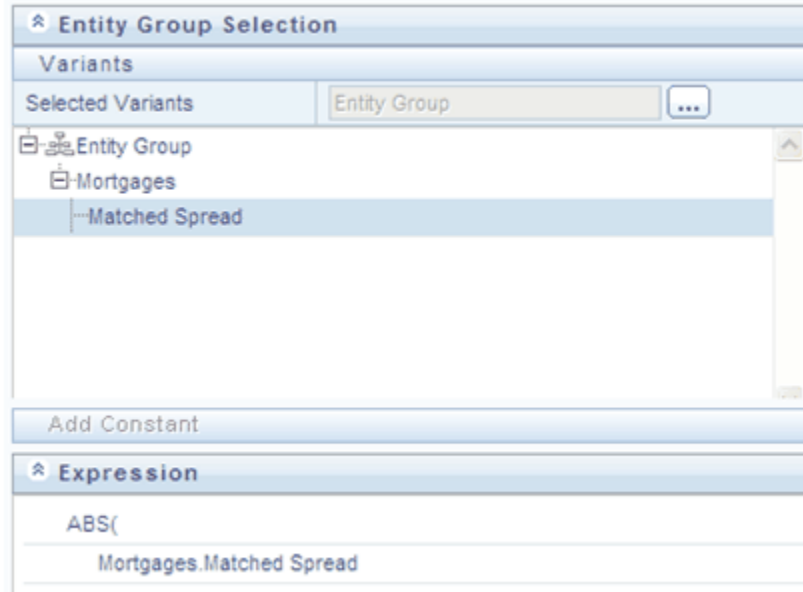 Entity Group Selection
Variants
Selected Variants Entity Group ...
Entity Group
Mortgages
Matched Spread
Add Constant
Expression
ABS(
Mortgages.Matched Spread